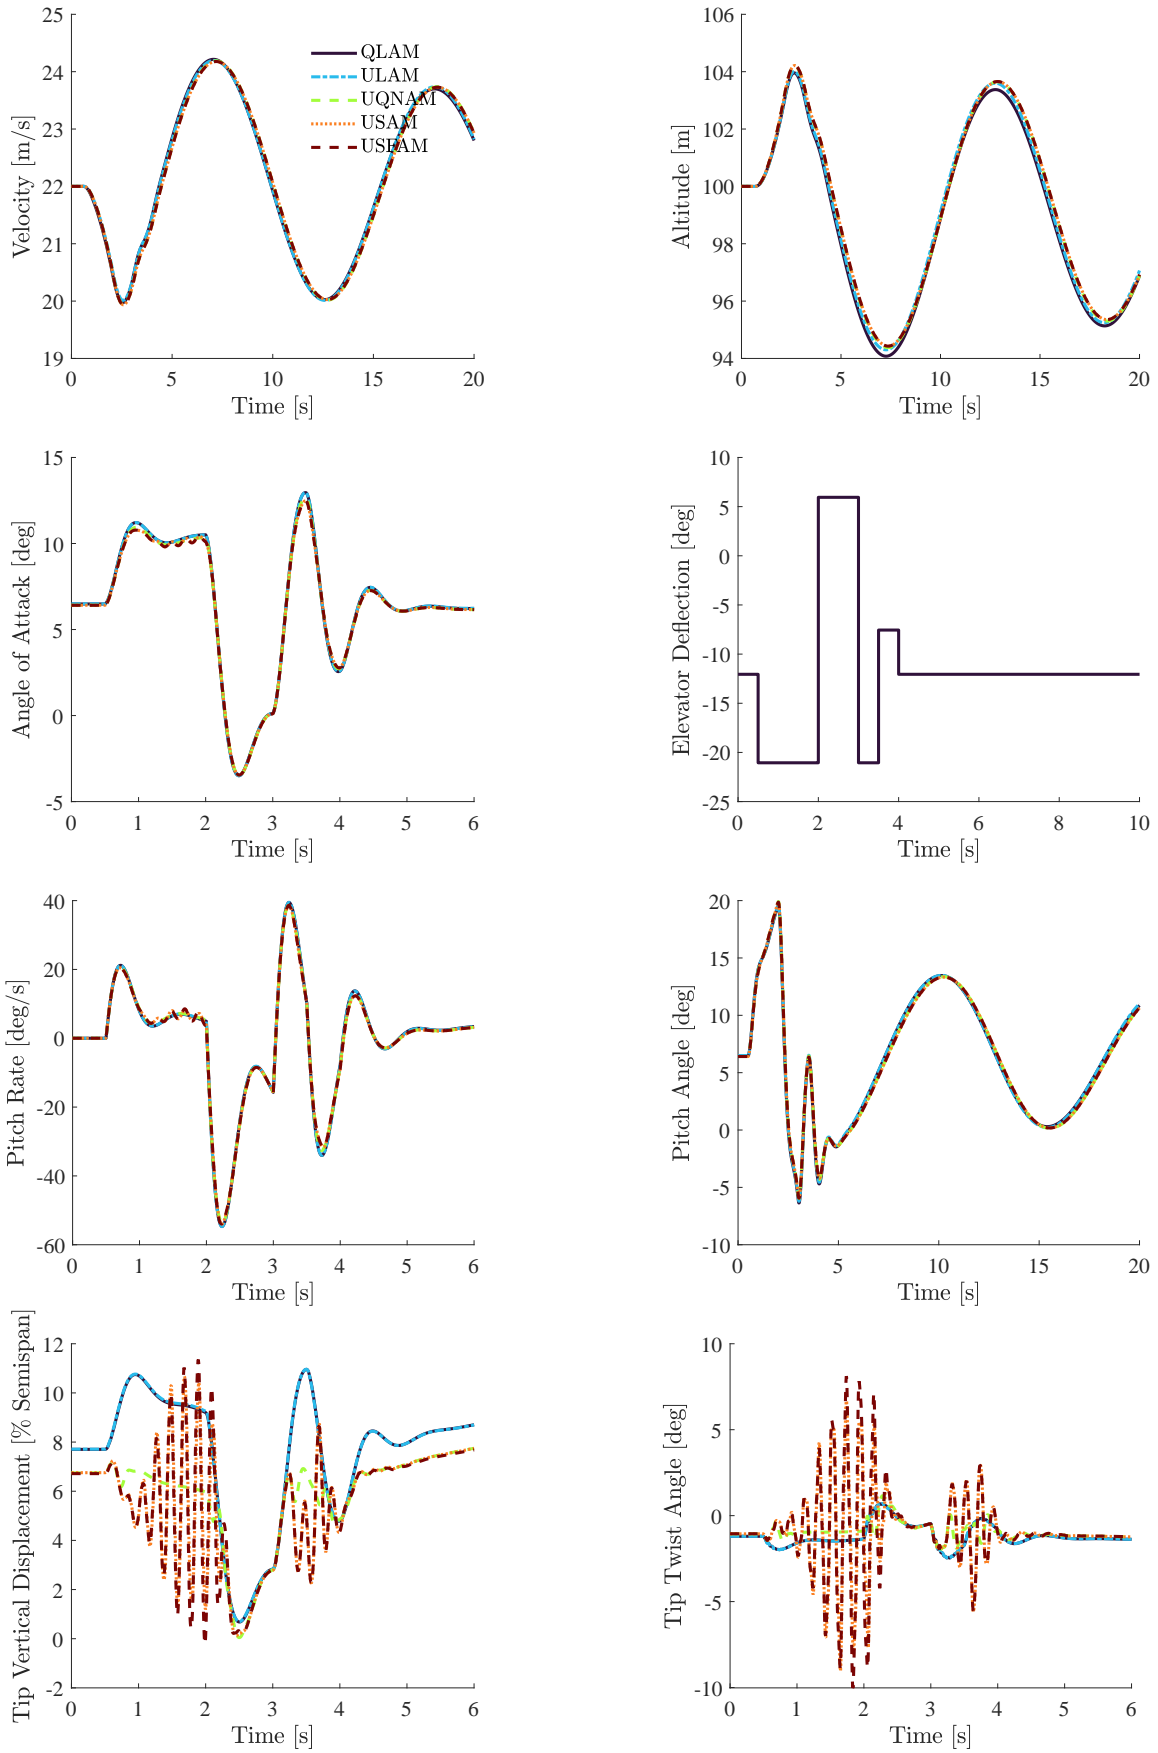 25
24
23
22
21
20
19
Velocity [m/s]
QLAM
ULAM
UQNAM
USAM
USFAM
0 5 10 15 20
Time [s]
106
104
102
100
98
96
94
Altitude [m]
0 5 10 15 20
Time [s]
15
10
5
0
-5
Angle of Attack [deg]
0 1 2 3 4 5 6
Time [s]
10
5
0
-5
-10
-15
-20
-25
Elevator Deflection [deg]
0 2 4 6 8 10
Time [s]
40
20
0
-20
-40
-60
Pitch Rate [deg/s]
0 1 2 3 4 5 6
Time [s]
20
15
10
5
0
-5
-10
Pitch Angle [deg]
0 5 10 15 20
Time [s]
12
10
8
6
4
2
0
-2
Tip Vertical Displacement [% Semispan]
0 1 2 3 4 5 6
Time [s]
10
5
0
-5
-10
Tip Twist Angle [deg]
0 1 2 3 4 5 6
Time [s]